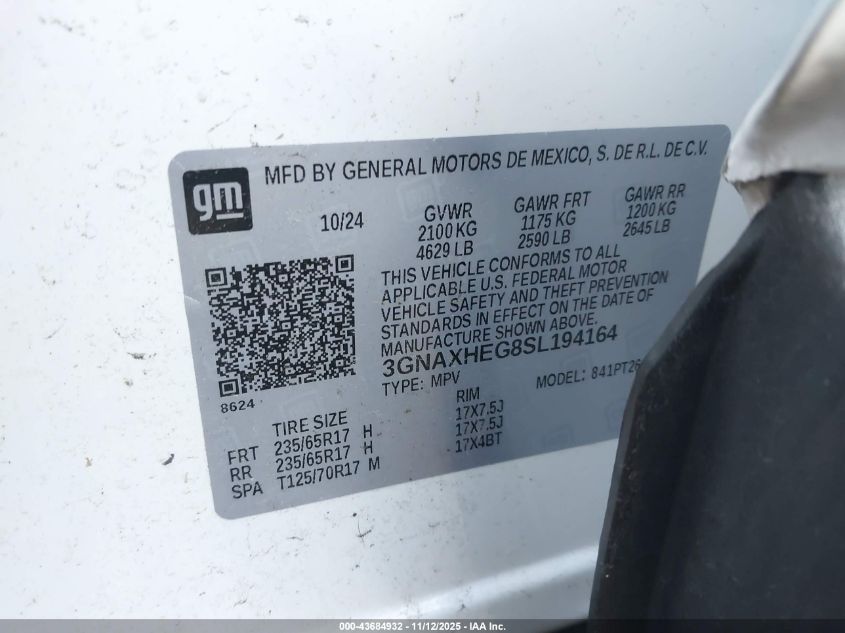 gm
MFD BY GENERAL MOTORS DE MEXICO, S. DE R.L. DE C.V.
10/24 GVWR GAWR FRT GAWR RR
2100 KG 1175 KG 1200 KG
4629 LB 2590 LB 2645 LB
THIS VEHICLE CONFORMS TO ALL
APPLICABLE U.S. FEDERAL MOTOR
VEHICLE SAFETY AND THEFT PREVENTION
STANDARDS IN EFFECT ON THE DATE OF
MANUFACTURE SHOWN ABOVE.
3GNAXHEG8SL194164
TYPE: MPV MODEL: 841PT26
8624
TIRE SIZE RIM
FRT 235/65R17 H 17X7.5J
RR 235/65R17 H 17X7.5J
SPA T125/70R17 M 17X4BT
000-43684932 - 11/12/2025 - IAA Inc.